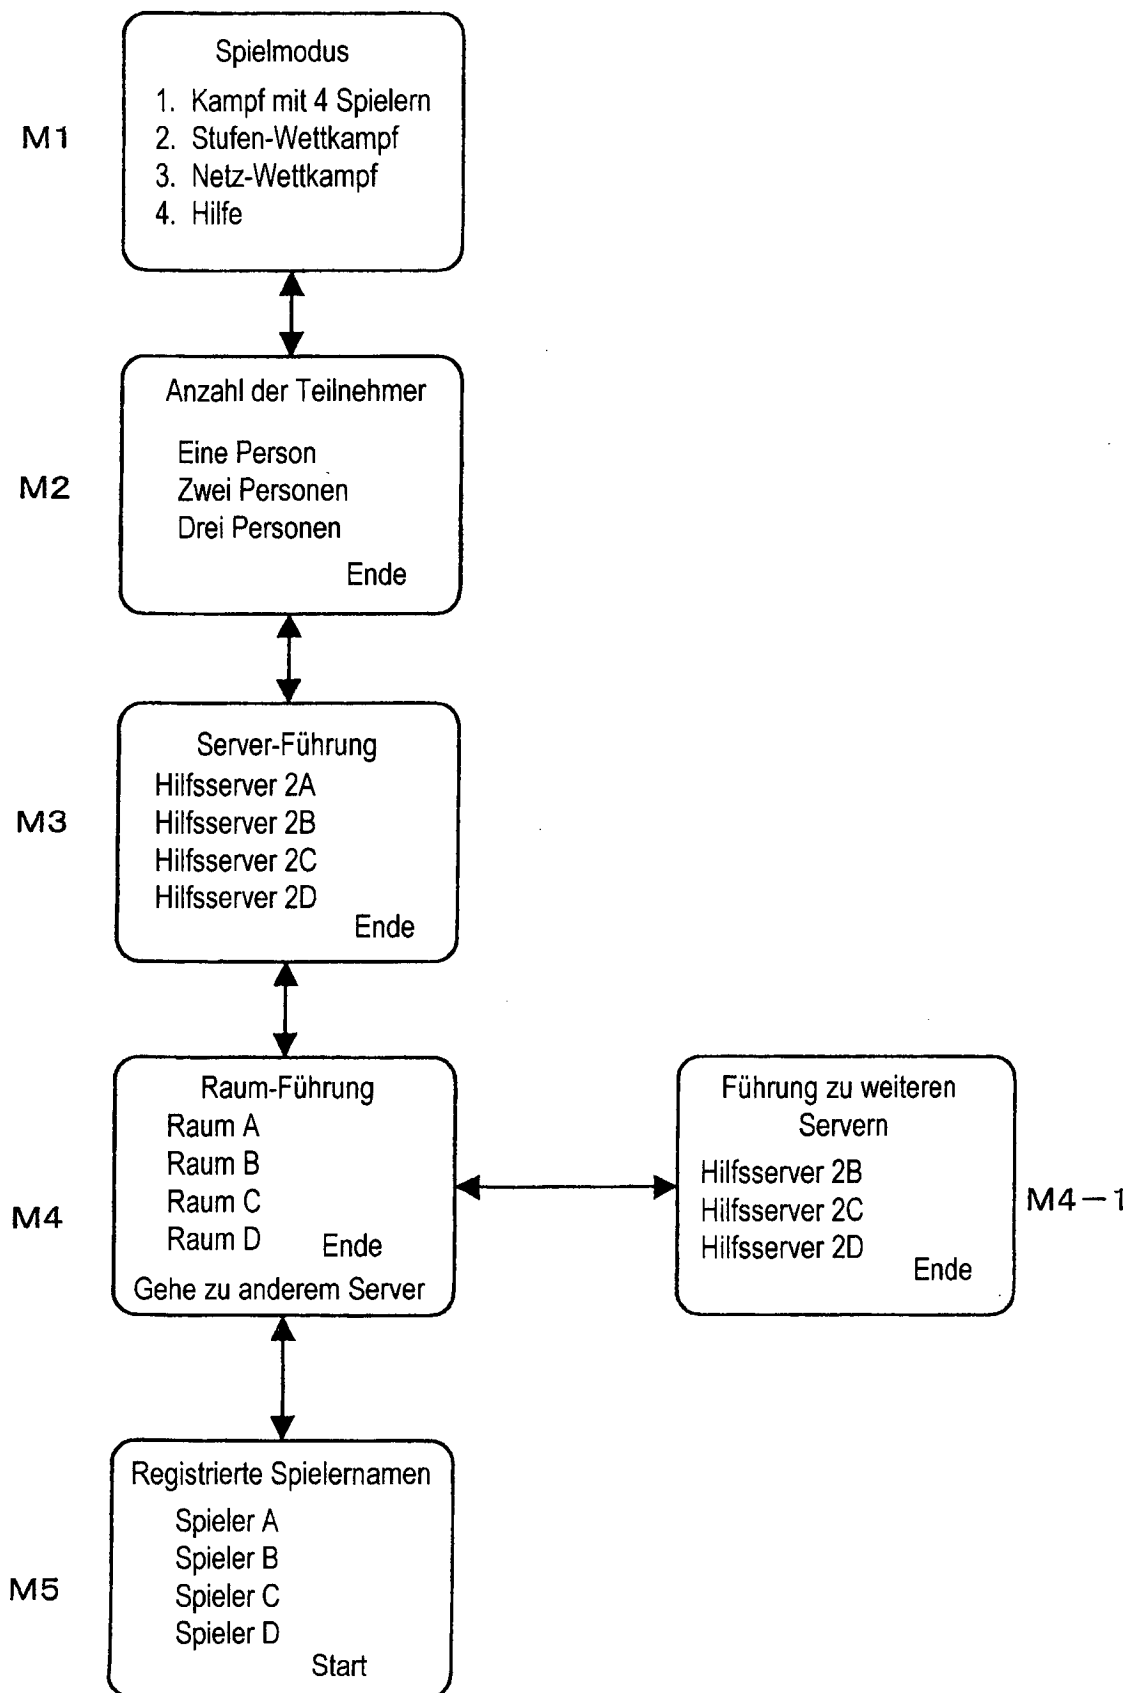 Spielmodus
1. Kampf mit 4 Spielern
M1
2. Stufen-Wettkampf
3. Netz-Wettkampf
4. Hilfe
Anzahl der Teilnehmer
Eine Person
M2
Zwei Personen
Drei Personen
Ende
Server-Führung
Hilfsserver 2A
M3
Hilfsserver 2B
Hilfsserver 2C
Hilfsserver 2D
Ende
Raum-Führung
Raum A
Raum B
Raum C
M4
Raum D
Ende
Gehe zu anderem Server
Führung zu weiteren
Servern
Hilfsserver 2B
Hilfsserver 2C
M4-1
Hilfsserver 2D
Ende
Registrierte Spielernamen
Spieler A
Spieler B
M5
Spieler C
Spieler D
Start